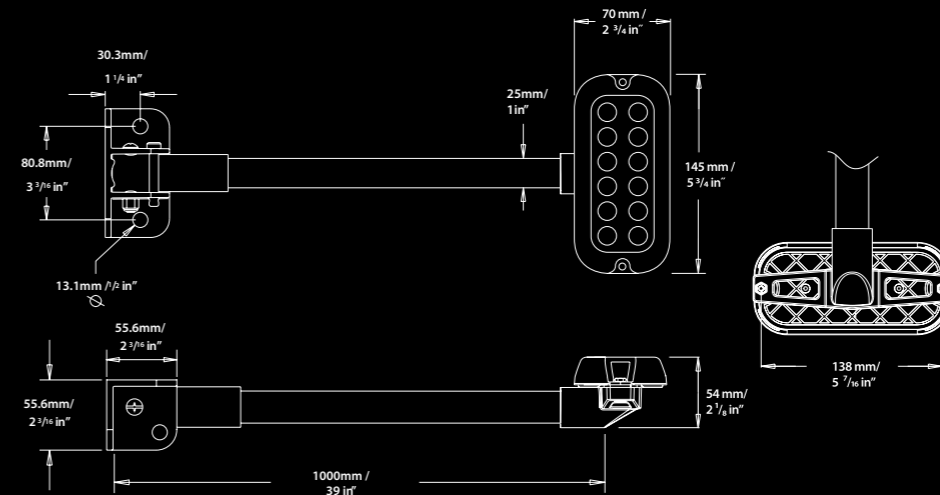 70 mm /
2 3/4 in"
30.3mm/
1 1/4 in"
25mm/
1in"
80.8mm/
3 3/16 in"
145 mm /
5 3/4 in"
13.1mm /1/2 in"
55.6mm/
2 3/16 in"
138 mm/
5 7/16 in"
55.6mm/
2 3/16 in"
54 mm/
2 1/8 in"
1000mm /
39 in"